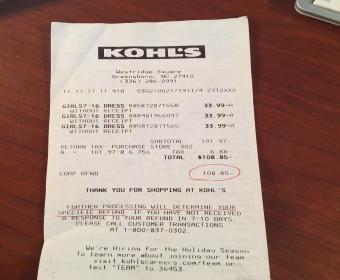 KOHL'S
Westridge Square
Greensboro, NC 27410
(336) 286-0991
11-13-17 11:41A 0302/0027/1911/4 2312XXX
GIRLS7-16 DRESS 885872871558 33.99-A
WITHOUT RECEIPT
GIRLS7-16 DRESS 888481966097 33.99-A
WITHOUT RECEIPT
GIRLS7-16 DRESS 885872871565 33.99-A
WITHOUT RECEIPT
SUBTOTAL 101.97-
RETURN TAX- PURCHASE STORE 302
A - 101.97-@ 6.75% TAX 6.88-
TOTAL $108.85-
CORP RFND 108.85-
THANK YOU FOR SHOPPING AT KOHL'S
FURTHER PROCESSING WILL DETERMINE YOUR
SPECIFIC REFUND. IF YOU HAVE NOT RECEIVED
A RESPONSE TO YOUR REFUND IN 7-10 DAYS,
PLEASE CALL CUSTOMER TRANSACTIONS
AT 1-800-837-0302
We're Hiring for the Holiday Season
To learn more about joining our team
visit kohlscareers.com/team or
text "TEAM" to 36453